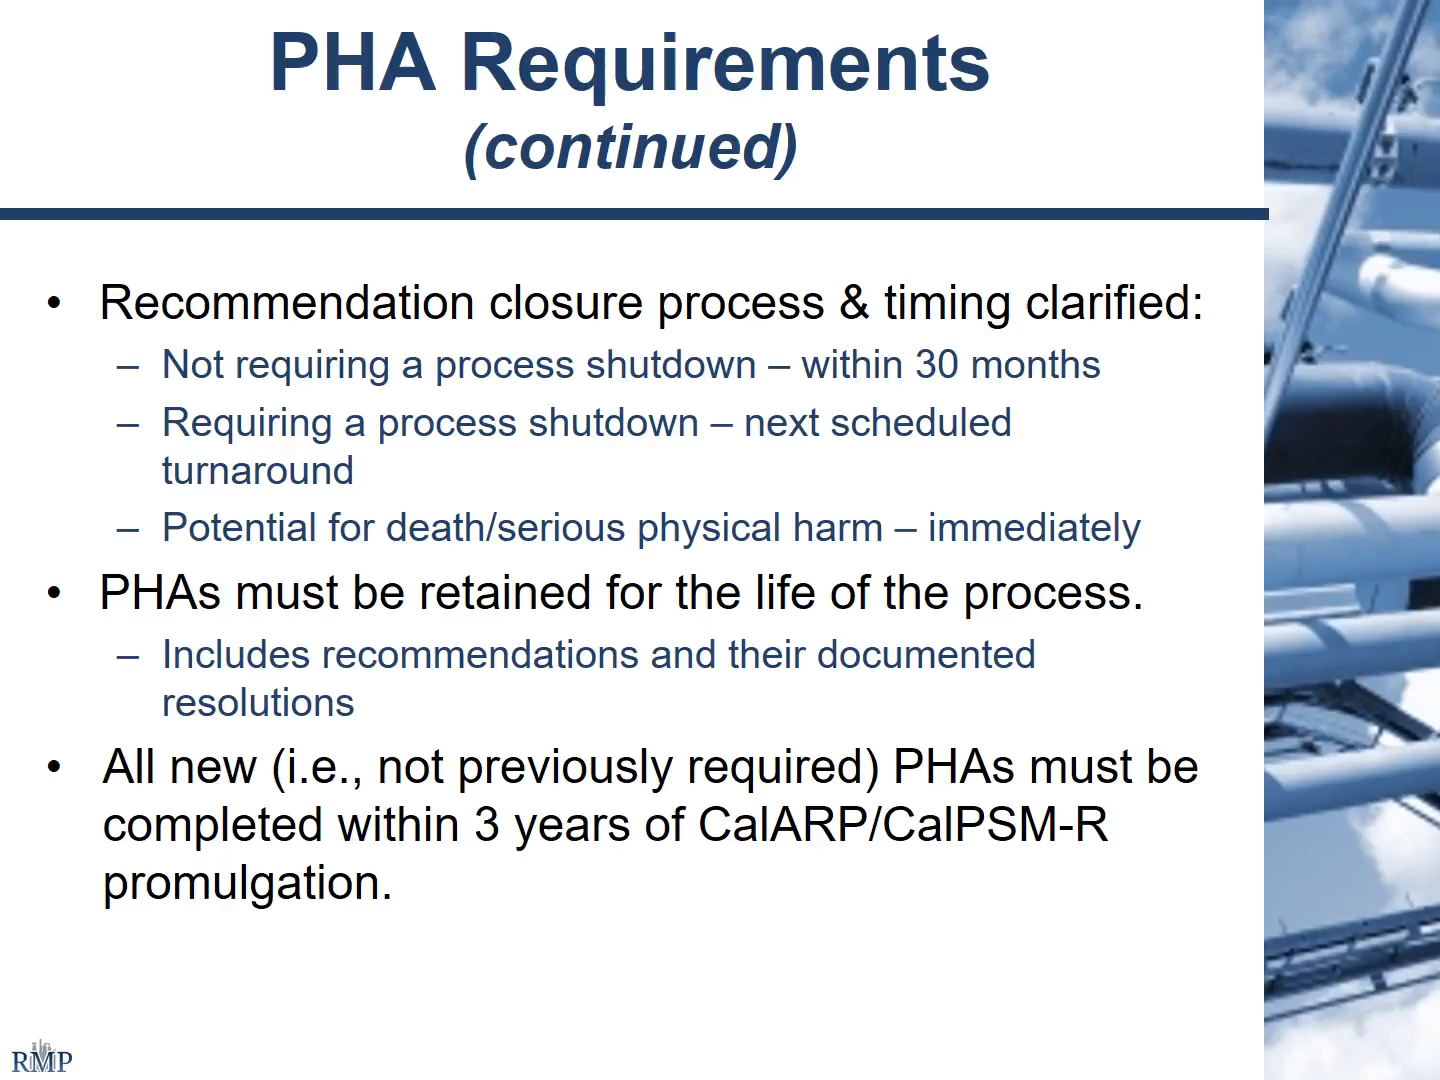 PHA Requirements
(continued)
• Recommendation closure process & timing clarified:
– Not requiring a process shutdown – within 30 months
– Requiring a process shutdown – next scheduled
turnaround
– Potential for death/serious physical harm – immediately
• PHAs must be retained for the life of the process.
– Includes recommendations and their documented
resolutions
• All new (i.e., not previously required) PHAs must be
completed within 3 years of CalARP/CalPSM-R
promulgation.
RMP